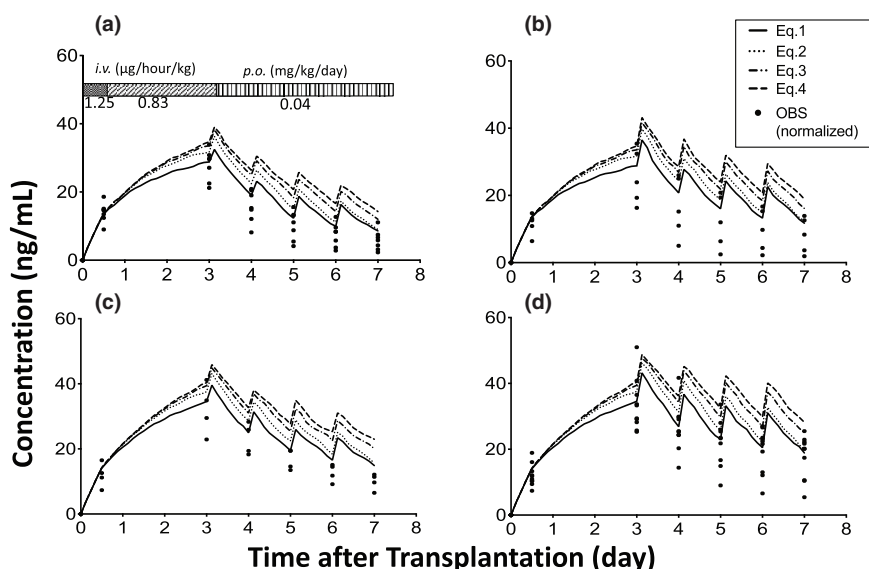 (a)
(b)
60
40
20
0
i.v. (µg/hour/kg)
p.o. (mg/kg/day)
1.25
0.83
0.04
0 1 2 3 4 5 6 7 8
60
40
20
0
0 1 2 3 4 5 6 7 8
Eq.1
Eq.2
Eq.3
Eq.4
OBS
(normalized)
(c)
(d)
60
40
20
0
0 1 2 3 4 5 6 7 8
60
40
20
0
0 1 2 3 4 5 6 7 8
Concentration (ng/mL)
Time after Transplantation (day)